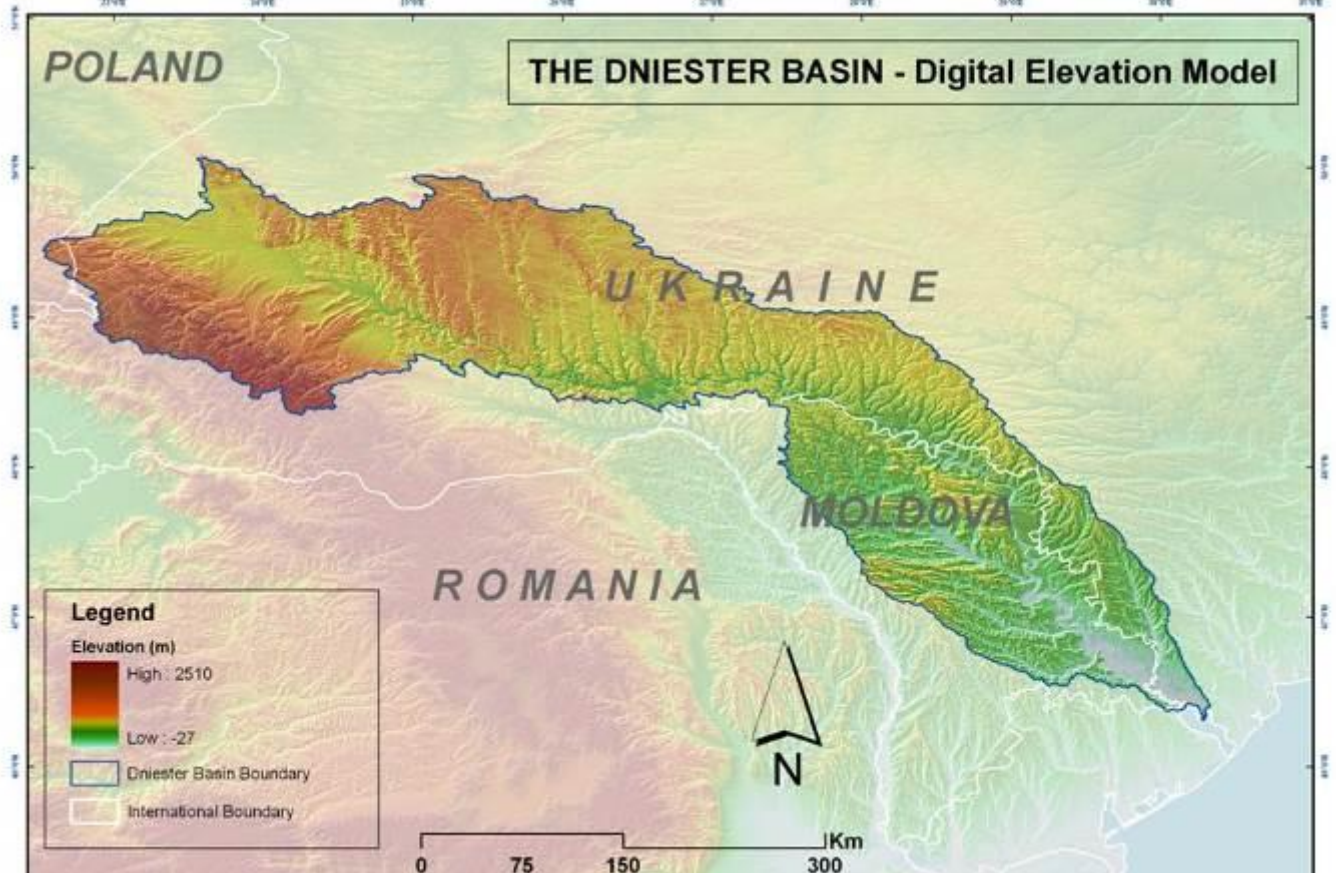 POLAND
THE DNIESTER BASIN - Digital Elevation Model
UKRAINE
MOLDOVA
ROMANIA
Legend
Elevation (m)
High : 2510
Low : -27
Dniester Basin Boundary
International Boundary
N
Km
0 75 150 300